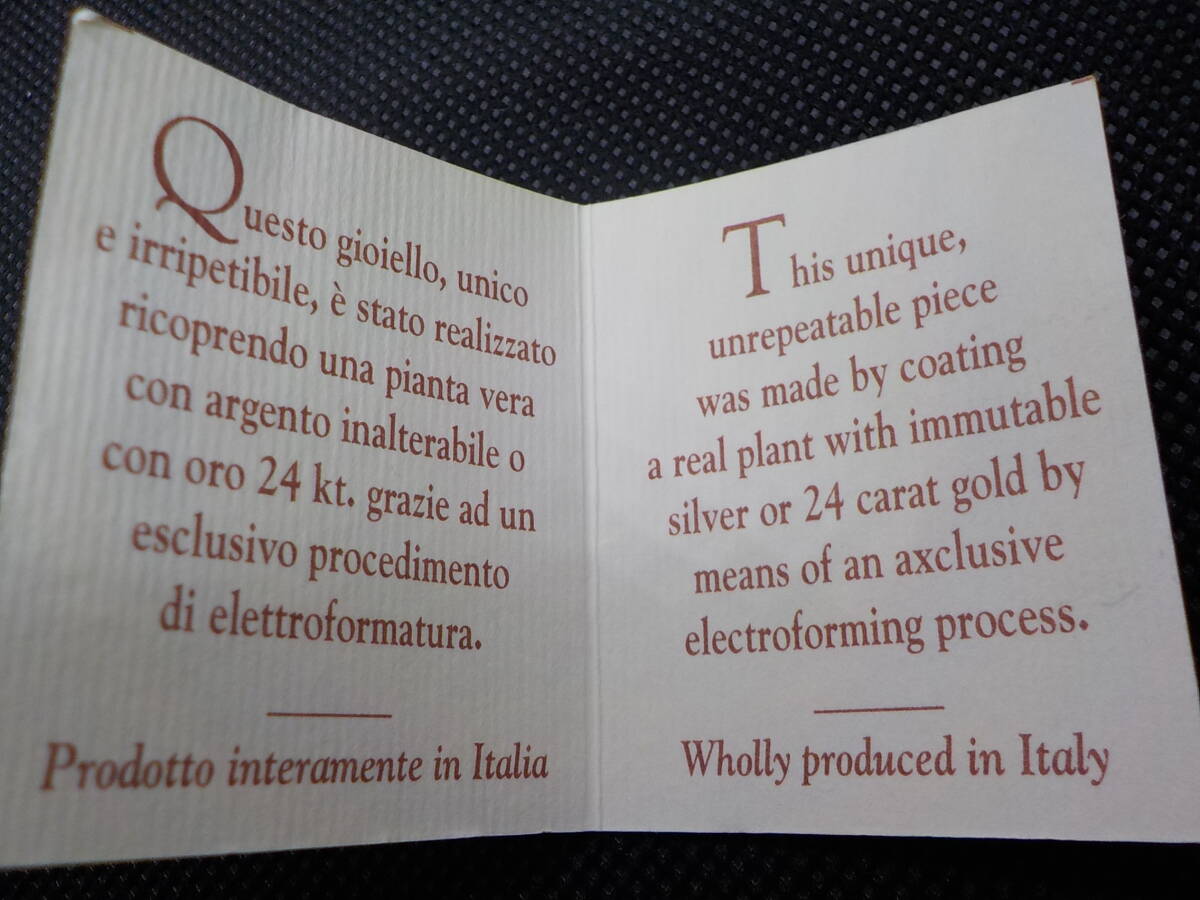 Questo gioiello, unico
e irripetibile, è stato realizzato
ricoprendo una pianta vera
con argento inalterabile o
con oro 24 kt. grazie ad un
esclusivo procedimento
di elettroformatura.
Prodotto interamente in Italia
This unique,
unrepeatable piece
was made by coating
a real plant with immutable
silver or 24 carat gold by
means of an axclusive
electroforming process.
Wholly produced in Italy